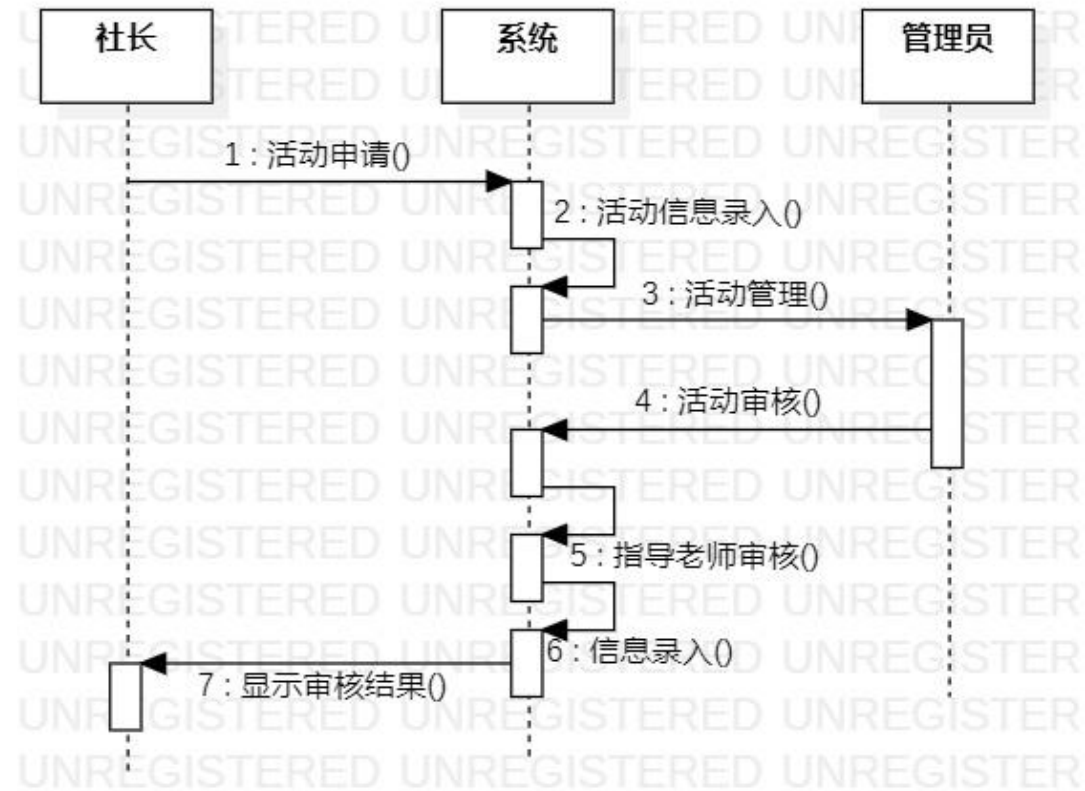 社长
系统
管理员
1 : 活动申请()
2 : 活动信息录入()
3 : 活动管理()
4 : 活动审核()
5 : 指导老师审核()
6 : 信息录入()
7 : 显示审核结果()
UNREGISTERED